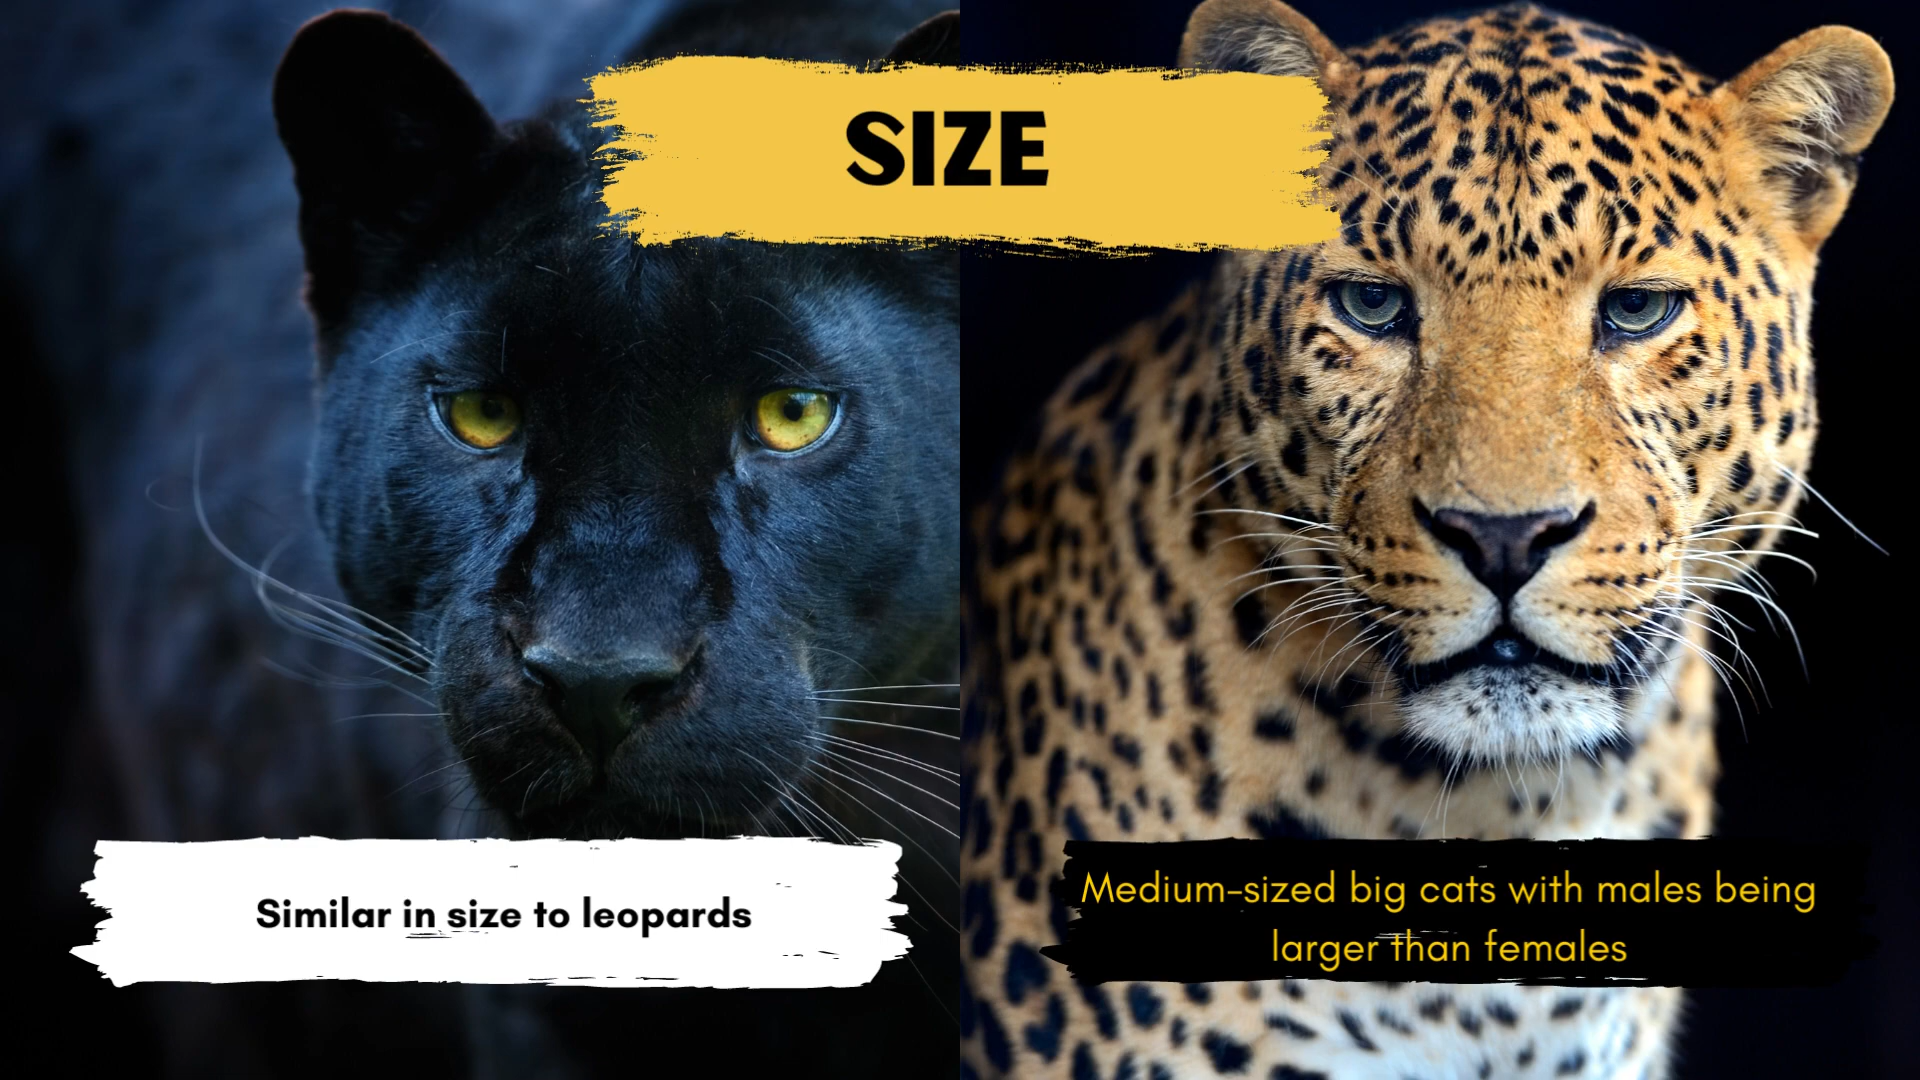 SIZE
Similar in size to leopards
Medium-sized big cats with males being
larger than females